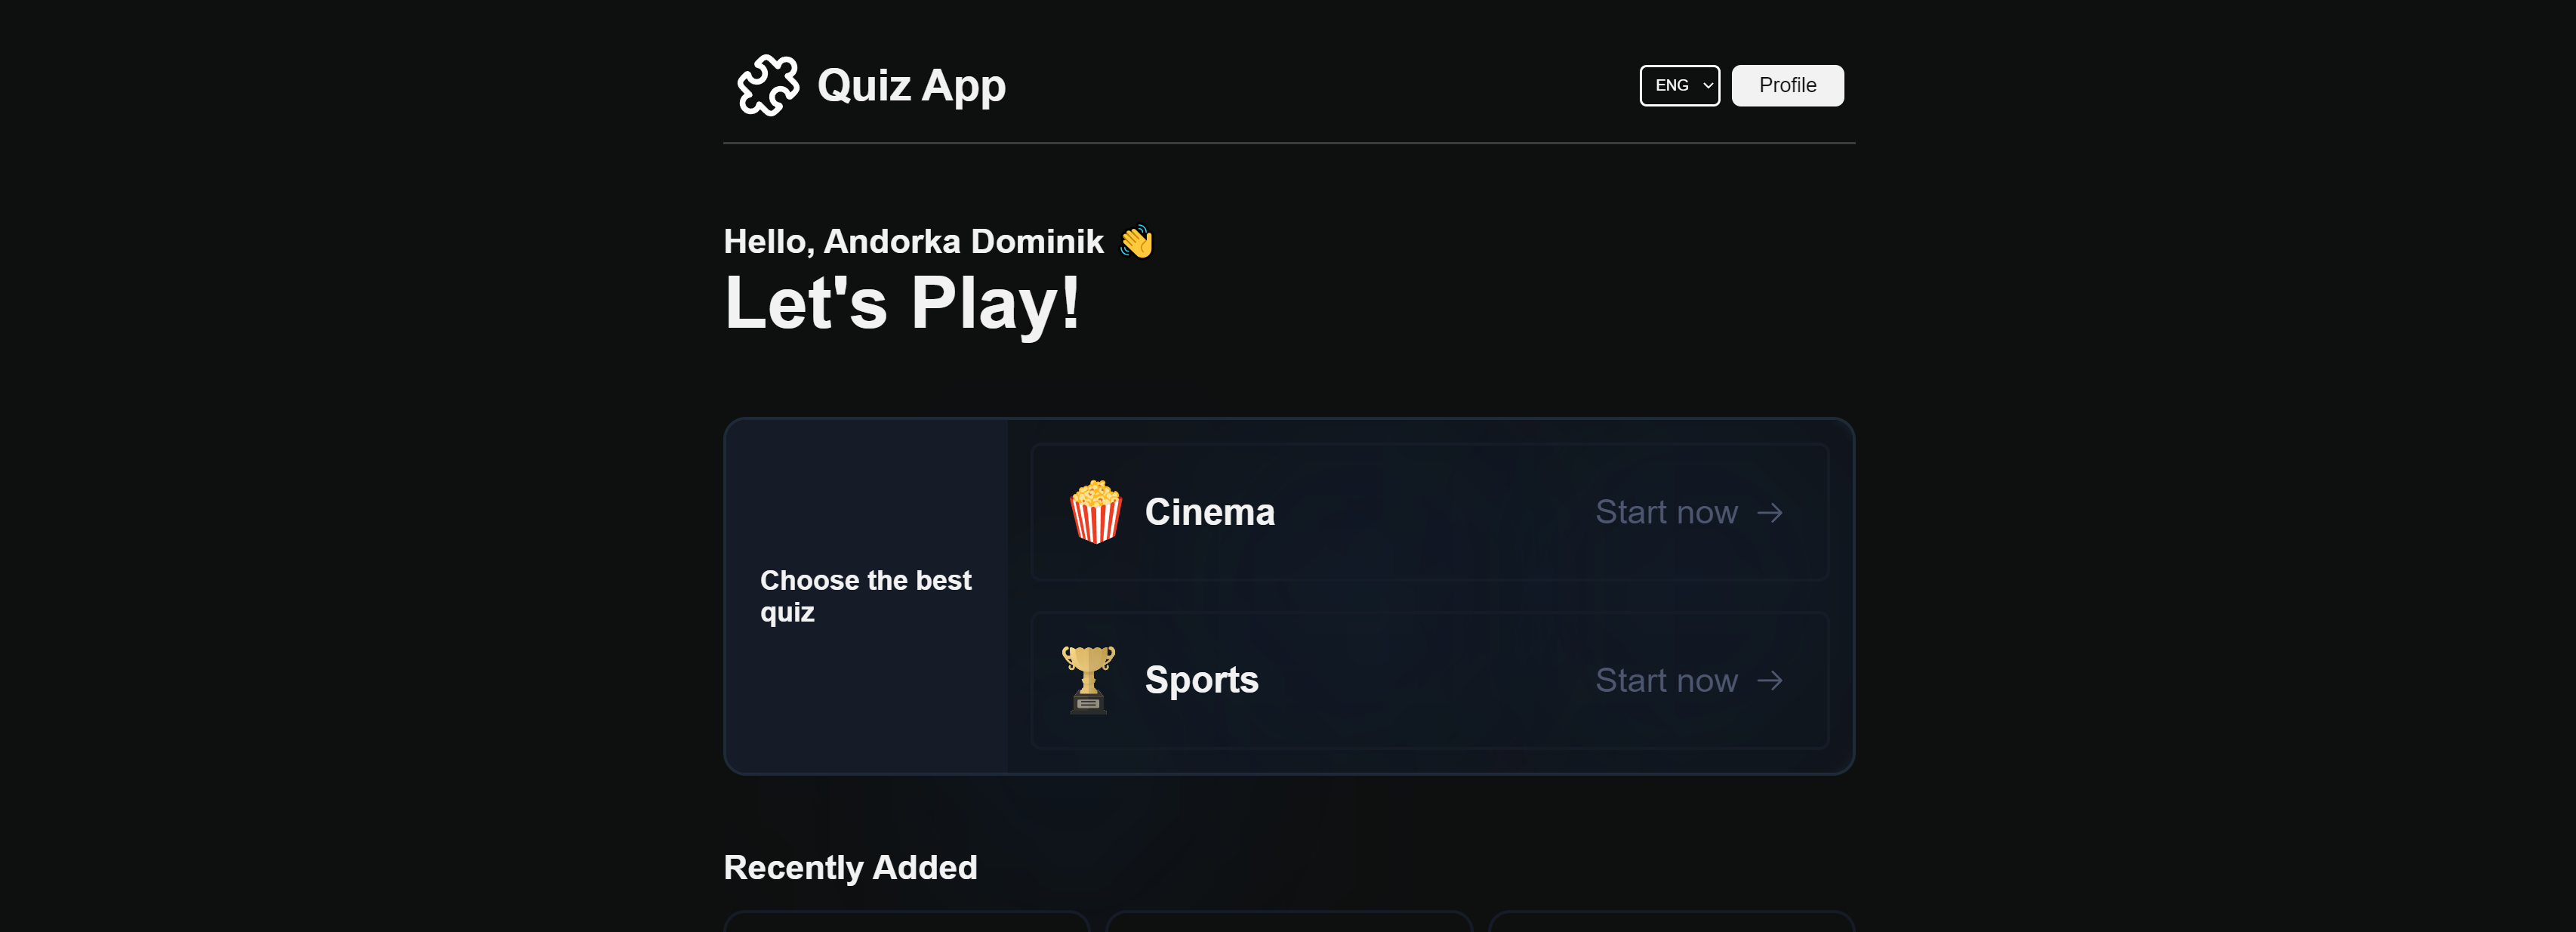 Quiz App
ENG
Profile
Hello, Andorka Dominik 👋
Let's Play!
Choose the best
quiz
Cinema
Start now →
Sports
Start now →
Recently Added